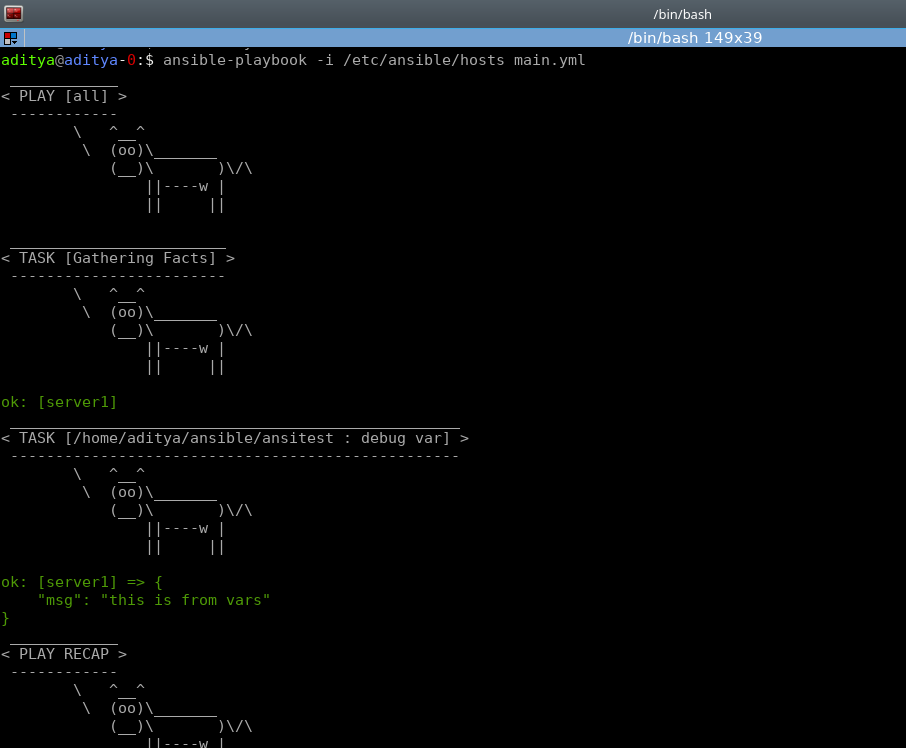 /bin/bash
/bin/bash 149x39
aditya@aditya-0:$ ansible-playbook -i /etc/ansible/hosts main.yml
 ____________
< PLAY [all] >
 ------------
        \   ^__^
         \  (oo)\_______
            (__)\       )\/\
                ||----w |
                ||     ||
 ________________________
< TASK [Gathering Facts] >
 ------------------------
        \   ^__^
         \  (oo)\_______
            (__)\       )\/\
                ||----w |
                ||     ||
ok: [server1]
 __________________________________________________
< TASK [/home/aditya/ansible/ansitest : debug var] >
 --------------------------------------------------
        \   ^__^
         \  (oo)\_______
            (__)\       )\/\
                ||----w |
                ||     ||
ok: [server1] => {
    "msg": "this is from vars"
}
 ____________
< PLAY RECAP >
 ------------
        \   ^__^
         \  (oo)\_______
            (__)\       )\/\
                ||----w |